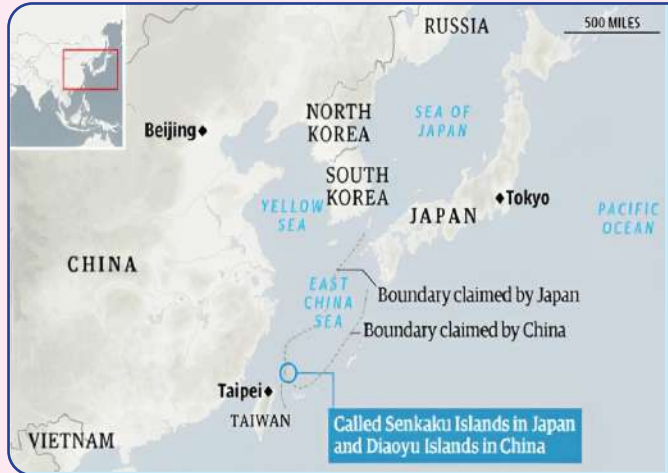 RUSSIA
500 MILES
NORTH
KOREA
SEA OF
JAPAN
Beijing
SOUTH
KOREA
YELLOW
SEA
JAPAN
Tokyo
PACIFIC
OCEAN
CHINA
EAST
CHINA
SEA
Boundary claimed by Japan
Boundary claimed by China
Taipei
TAIWAN
Called Senkaku Islands in Japan
and Diaoyu Islands in China
VIETNAM